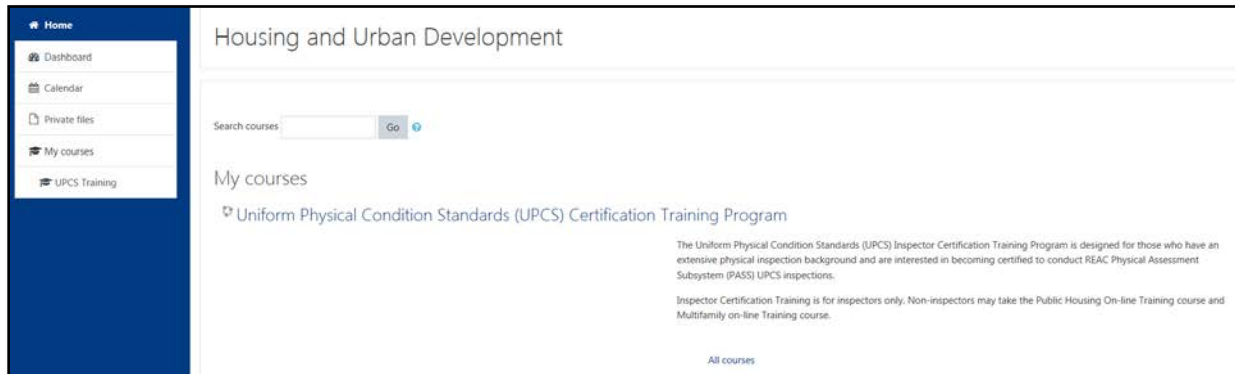 Home
Dashboard
Calendar
Private files
My courses
UPCS Training
Housing and Urban Development
Search courses
Go
My courses
Uniform Physical Condition Standards (UPCS) Certification Training Program
The Uniform Physical Condition Standards (UPCS) Inspector Certification Training Program is designed for those who have an
extensive physical inspection background and are interested in becoming certified to conduct REAC Physical Assessment
Subsystem (PASS) UPCS inspections.
Inspector Certification Training is for inspectors only. Non-inspectors may take the Public Housing On-line Training course and
Multifamily on-line Training course.
All courses